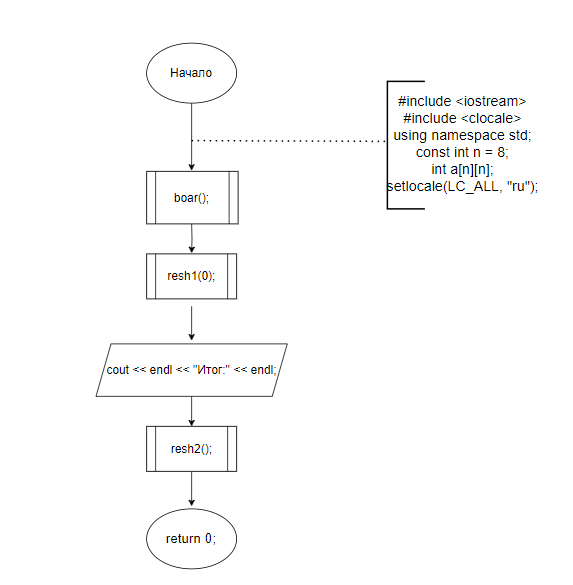 Начало
#include <iostream>
#include <clocale>
using namespace std;
const int n = 8;
int a[n][n];
setlocale(LC_ALL, "ru");
boar();
resh1(0);
cout << endl << "Итог:" << endl;
resh2();
return 0;